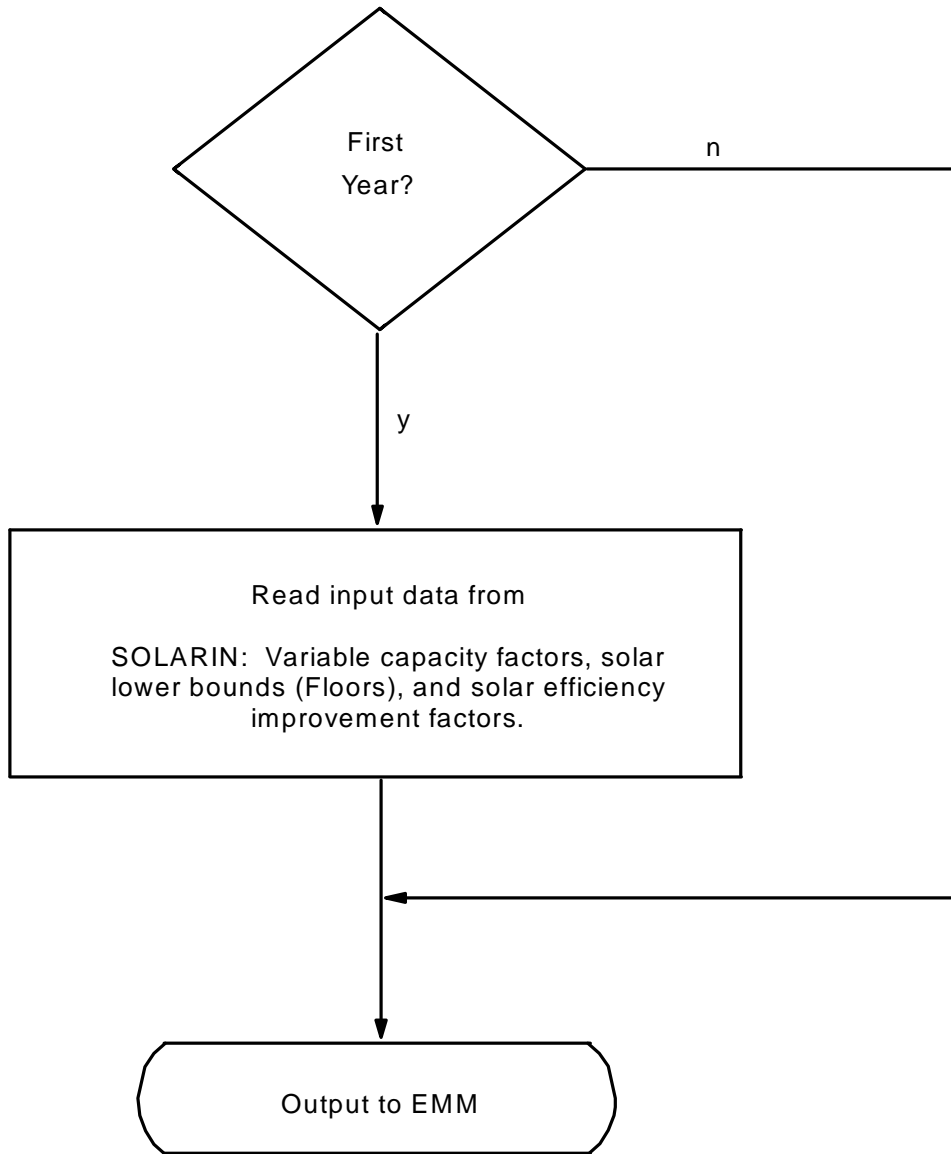 First
Year?
n
y
Read input data from
SOLARIN: Variable capacity factors, solar
lower bounds (Floors), and solar efficiency
improvement factors.
Output to EMM